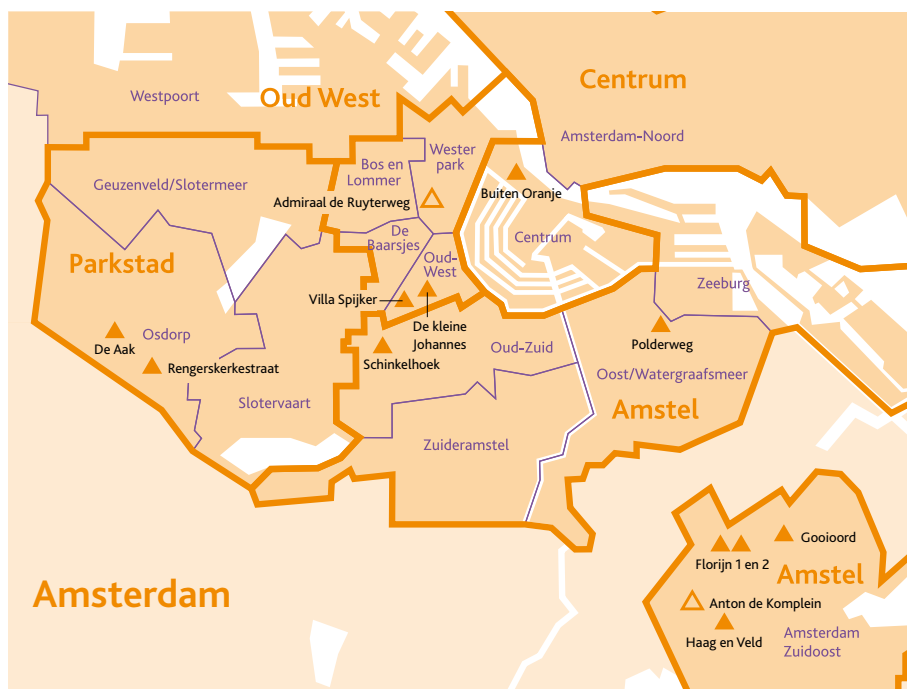 Westpoort
Oud West
Centrum
Amsterdam-Noord
Geuzenveld/Slotermeer
Bos en
Lommer
Wester
park
Admiraal de Ruyterweg
Buiten Oranje
De
Baarsjes
Centrum
Parkstad
Oud-
West
Zeeburg
Villa Spijker
De kleine
Johannes
Osdorp
De Aak
Rengerskerkestraat
Schinkelhoek
Oud-Zuid
Polderweg
Oost/Watergraafsmeer
Slotervaart
Amstel
Zuideramstel
Gooioord
Florijn 1 en 2
Amstel
Amsterdam
Anton de Komplein
Haag en Veld
Amsterdam
Zuidoost